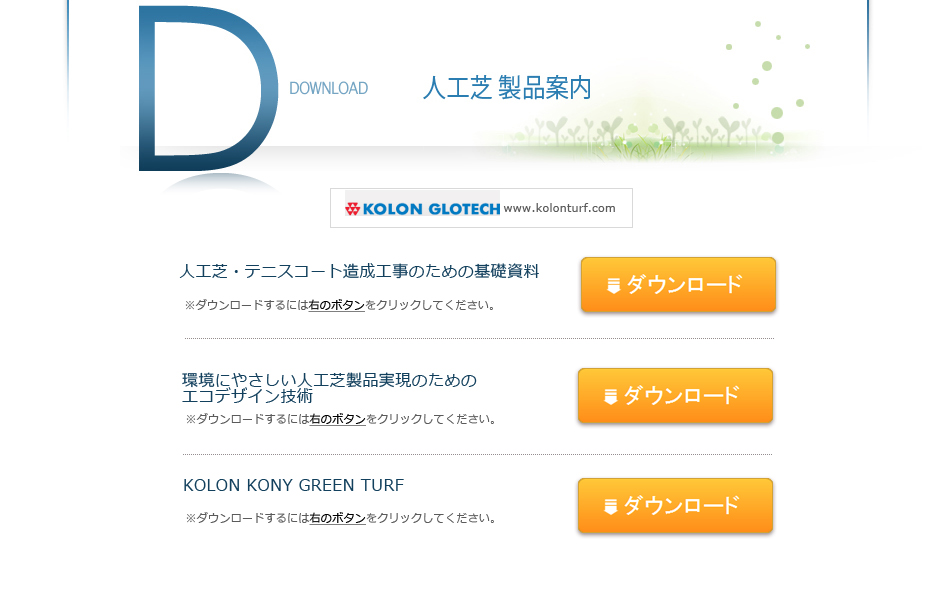 D
DOWNLOAD
人工芝 製品案内
KOLON GLOTECH www.kolonturf.com
人工芝・テニスコート造成工事のための基礎資料
ダウンロード
※ダウンロードするには右のボタンをクリックしてください。
環境にやさしい人工芝製品実現のための
エコデザイン技術
ダウンロード
※ダウンロードするには右のボタンをクリックしてください。
KOLON KONY GREEN TURF
ダウンロード
※ダウンロードするには右のボタンをクリックしてください。